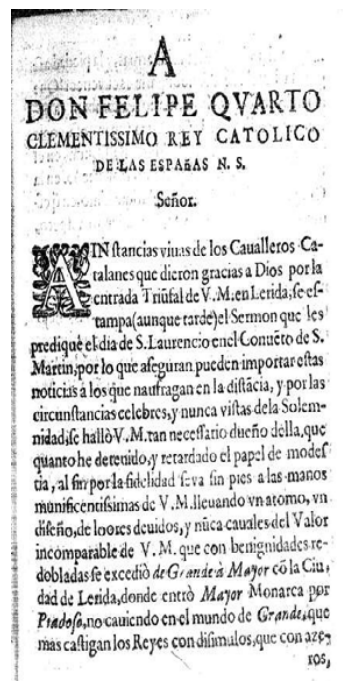 A
DON FELIPE QVARTO
CLEMENTISSIMO REY CATOLICO
DE LAS ESPAÑAS N. S.
Señor.
AIN stancias viuas de los Caualleros Ca-
talanes que dieron gracias a Dios por la
entrada Triũfal de V. M. en Lerida, se es-
tampa (aunque tarde) el Sermon que les
prediquè el dia de S. Laurencio en el Conuẽto de S.
Martin, por lo que aseguran pueden importar estas
noticias a los que naufragan en la distãcia, y por las
circunstancias celebres, y nunca vistas de la Solem-
nidad, se hallò V. M. tan necessario dueño della, que
quanto he detenido, y retardado el papel de modes
tia, al fin por la fidelidad se va sin pies a las manos
munificentissimas de V. M. lleuando vn atomo, vn
diseño, de loores deuidos, y nũca cauales del Valor
incomparable de V. M. que con benignidades re-
dobladas se excediò de Grande à Mayor cõ la Ciu,
dad de Lerida, donde entrò Mayor Monarca por
Piadoso, no cauiendo en el mundo de Grande, que
mas castigan los Reyes con disimulos, que con aze-
ros,